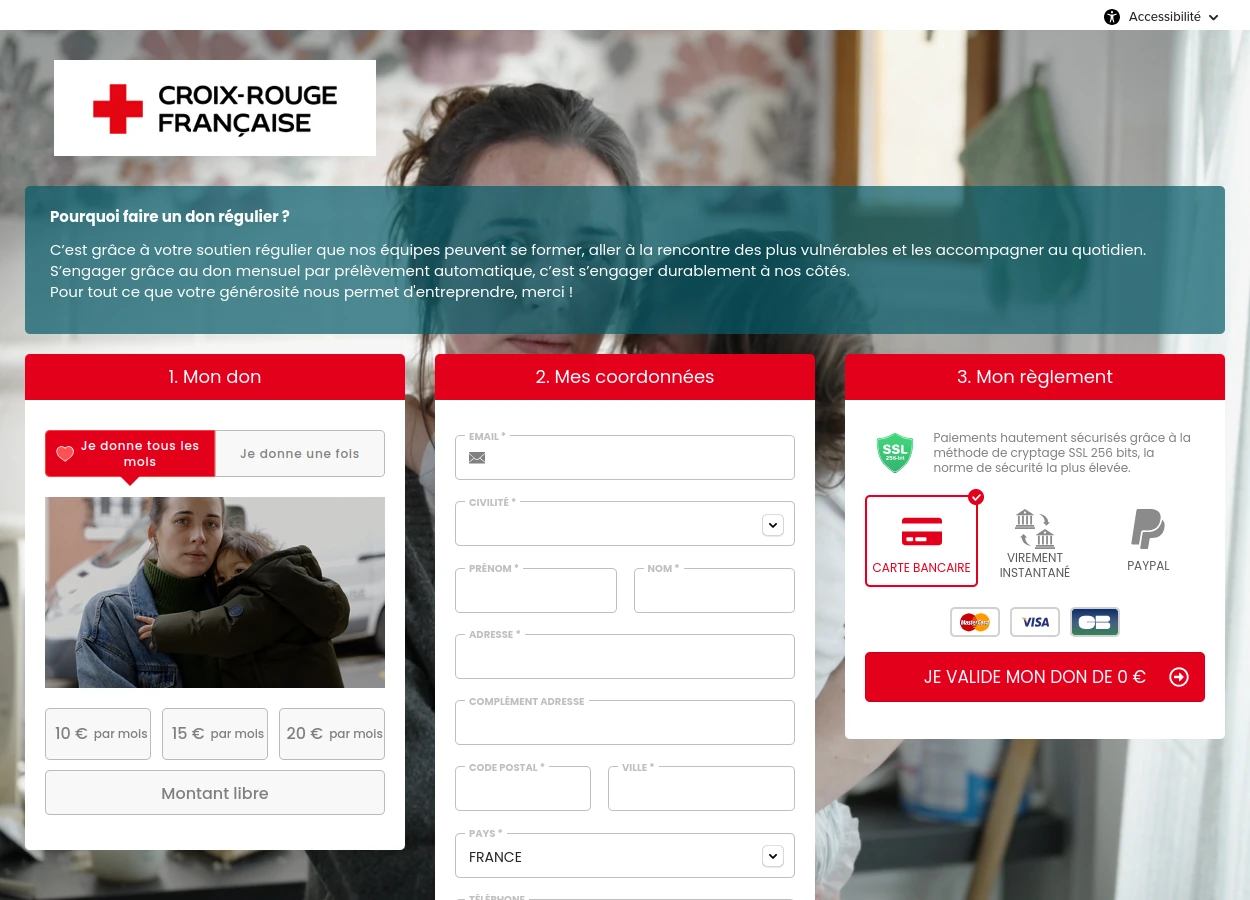 Accessibilité
CROIX-ROUGE
FRANÇAISE
Pourquoi faire un don régulier ?
C’est grâce à votre soutien régulier que nos équipes peuvent se former, aller à la rencontre des plus vulnérables et les accompagner au quotidien.
S’engager grâce au don mensuel par prélèvement automatique, c’est s’engager durablement à nos côtés.
Pour tout ce que votre générosité nous permet d'entreprendre, merci !
1. Mon don
Je donne tous les
mois
Je donne une fois
10 € par mois
15 € par mois
20 € par mois
Montant libre
2. Mes coordonnées
EMAIL *
CIVILITÉ *
PRÉNOM *
NOM *
ADRESSE *
COMPLÉMENT ADRESSE
CODE POSTAL *
VILLE *
PAYS *
FRANCE
TÉLÉPHONE
3. Mon règlement
SSL
256-bit
Paiements hautement sécurisés grâce à la
méthode de cryptage SSL 256 bits, la
norme de sécurité la plus élevée.
CARTE BANCAIRE
VIREMENT
INSTANTANÉ
PAYPAL
MasterCard
VISA
CB
JE VALIDE MON DON DE 0 €